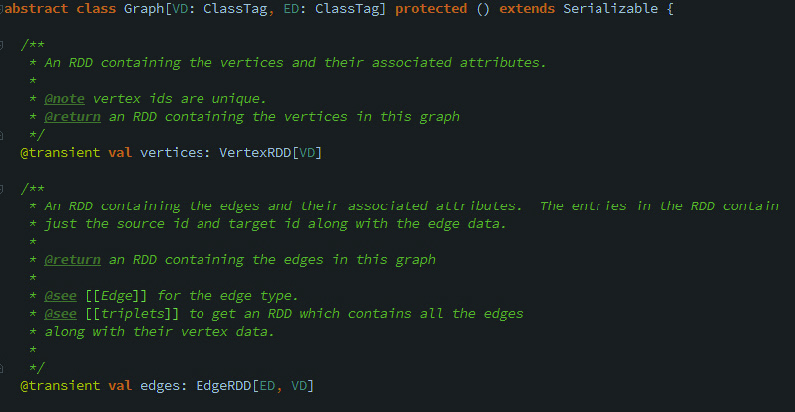 abstract class Graph[VD: ClassTag, ED: ClassTag] protected () extends Serializable {
/**
* An RDD containing the vertices and their associated attributes.
*
* @note vertex ids are unique.
* @return an RDD containing the vertices in this graph
*/
@transient val vertices: VertexRDD[VD]
/**
* An RDD containing the edges and their associated attributes.  The entries in the RDD contain
* just the source id and target id along with the edge data.
*
* @return an RDD containing the edges in this graph
*
* @see [[Edge]] for the edge type.
* @see [[triplets]] to get an RDD which contains all the edges
* along with their vertex data.
*
*/
@transient val edges: EdgeRDD[ED, VD]